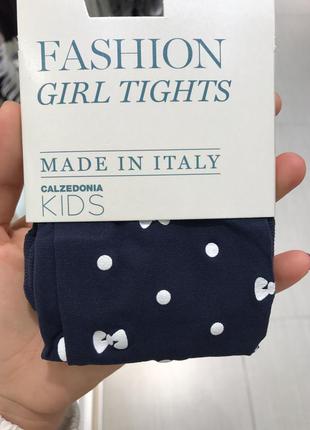 FASHION
GIRL TIGHTS
MADE IN ITALY
CALZEDONIA
KIDS